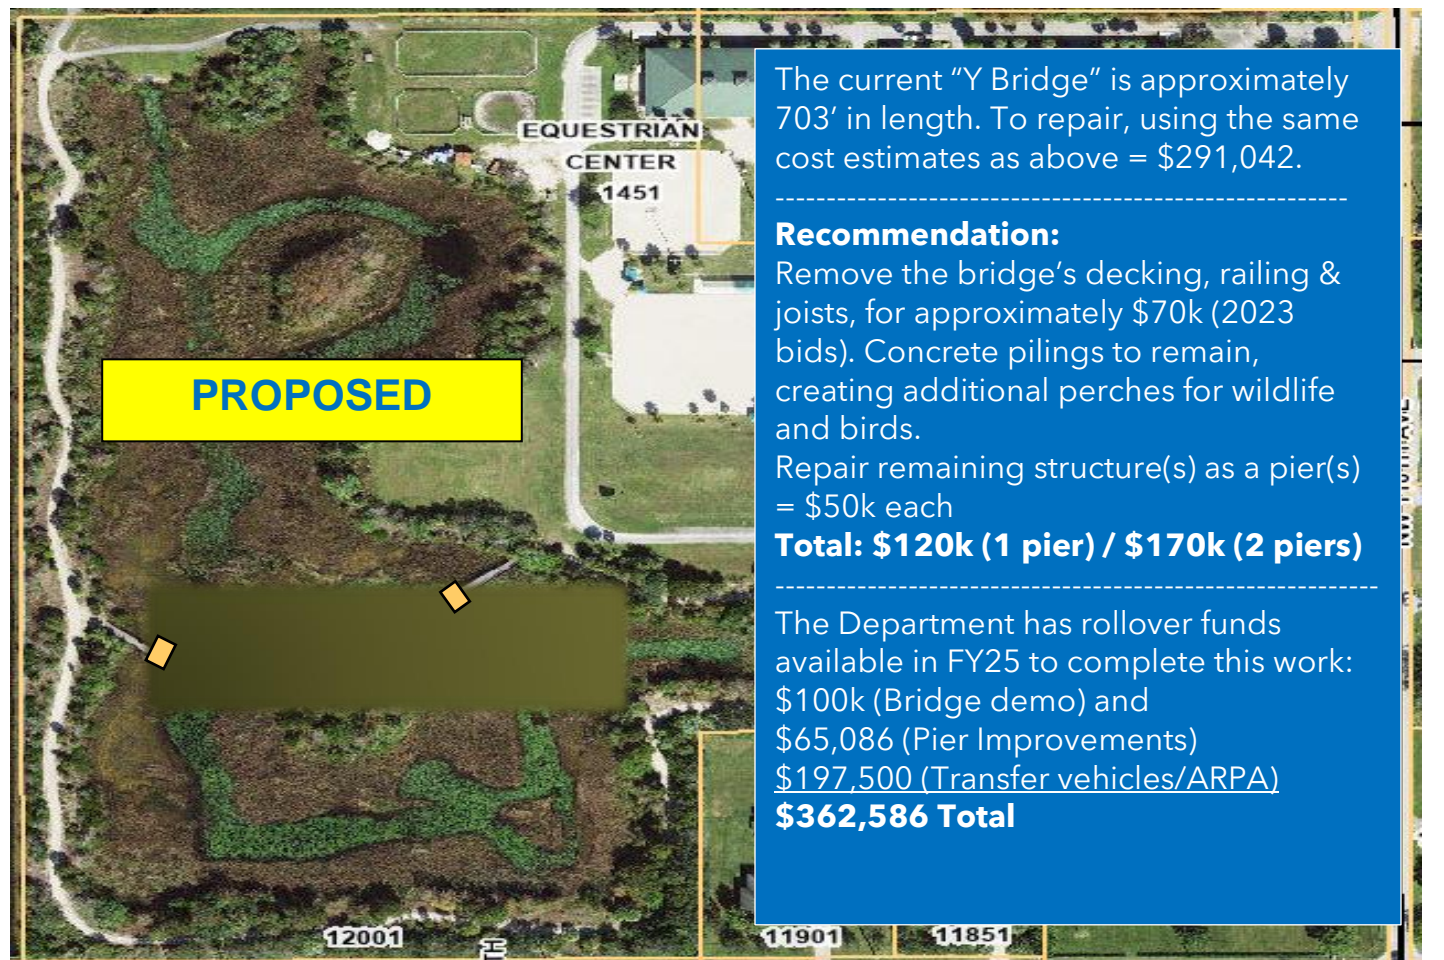 EQUESTRIAN
CENTER
1451
PROPOSED
12001
11901
11851
The current “Y Bridge” is approximately
703’ in length. To repair, using the same
cost estimates as above = $291,042.
--------------------------------------------------------
Recommendation:
Remove the bridge’s decking, railing &
joists, for approximately $70k (2023
bids). Concrete pilings to remain,
creating additional perches for wildlife
and birds.
Repair remaining structure(s) as a pier(s)
= $50k each
Total: $120k (1 pier) / $170k (2 piers)
-----------------------------------------------------------
The Department has rollover funds
available in FY25 to complete this work:
$100k (Bridge demo) and
$65,086 (Pier Improvements)
$197,500 (Transfer vehicles/ARPA)
$362,586 Total